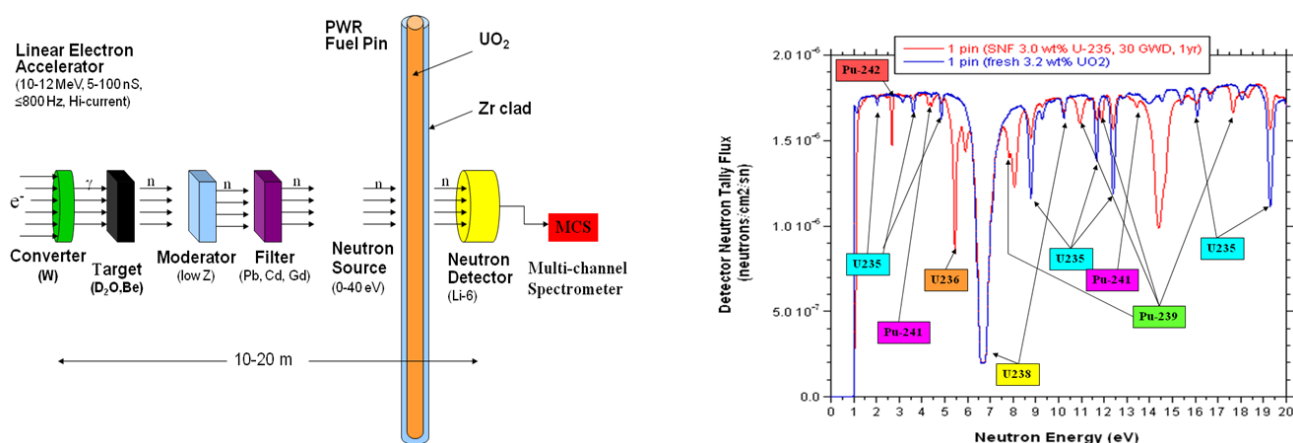 Linear Electron
Accelerator
(10-12 MeV, 5-100 nS,
≤800 Hz, Hi-current)
PWR
Fuel Pin
UO2
Zr clad
e-
γ
n
n
n
n
n
Converter
(W)
Target
(D2O,Be)
Moderator
(low Z)
Filter
(Pb, Cd, Gd)
Neutron
Source
(0-40 eV)
Neutron
Detector
(Li-6)
MCS
Multi-channel
Spectrometer
10-20 m
1 pin (SNF 3.0 wt% U-235, 30 GWD, 1yr)
1 pin (fresh 3.2 wt% UO2)
Detector Neutron Tally Flux
(neutrons/cm2/sn)
2.0 10-6
1.5 10-6
1.0 10-6
5.0 10-7
0.0
Pu-242
U235
Pu-241
U236
U238
U235
Pu-241
Pu-239
U235
0 1 2 3 4 5 6 7 8 9 10 11 12 13 14 15 16 17 18 19 20
Neutron Energy (eV)